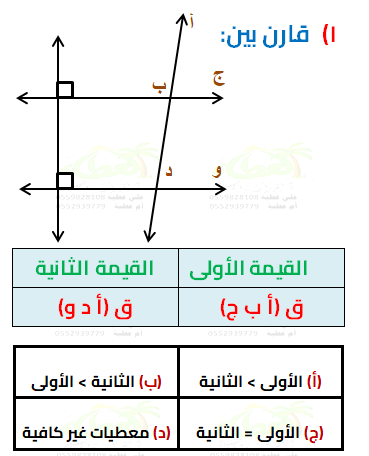 ١) قارن بين:
أ
ب
ج
د
و
القيمة الأولى القيمة الثانية
ق (أ ب ج) ق (أ د و)
(أ) الأولى > الثانية (ب) الثانية > الأولى
(ج) الأولى = الثانية (د) معطيات غير كافية